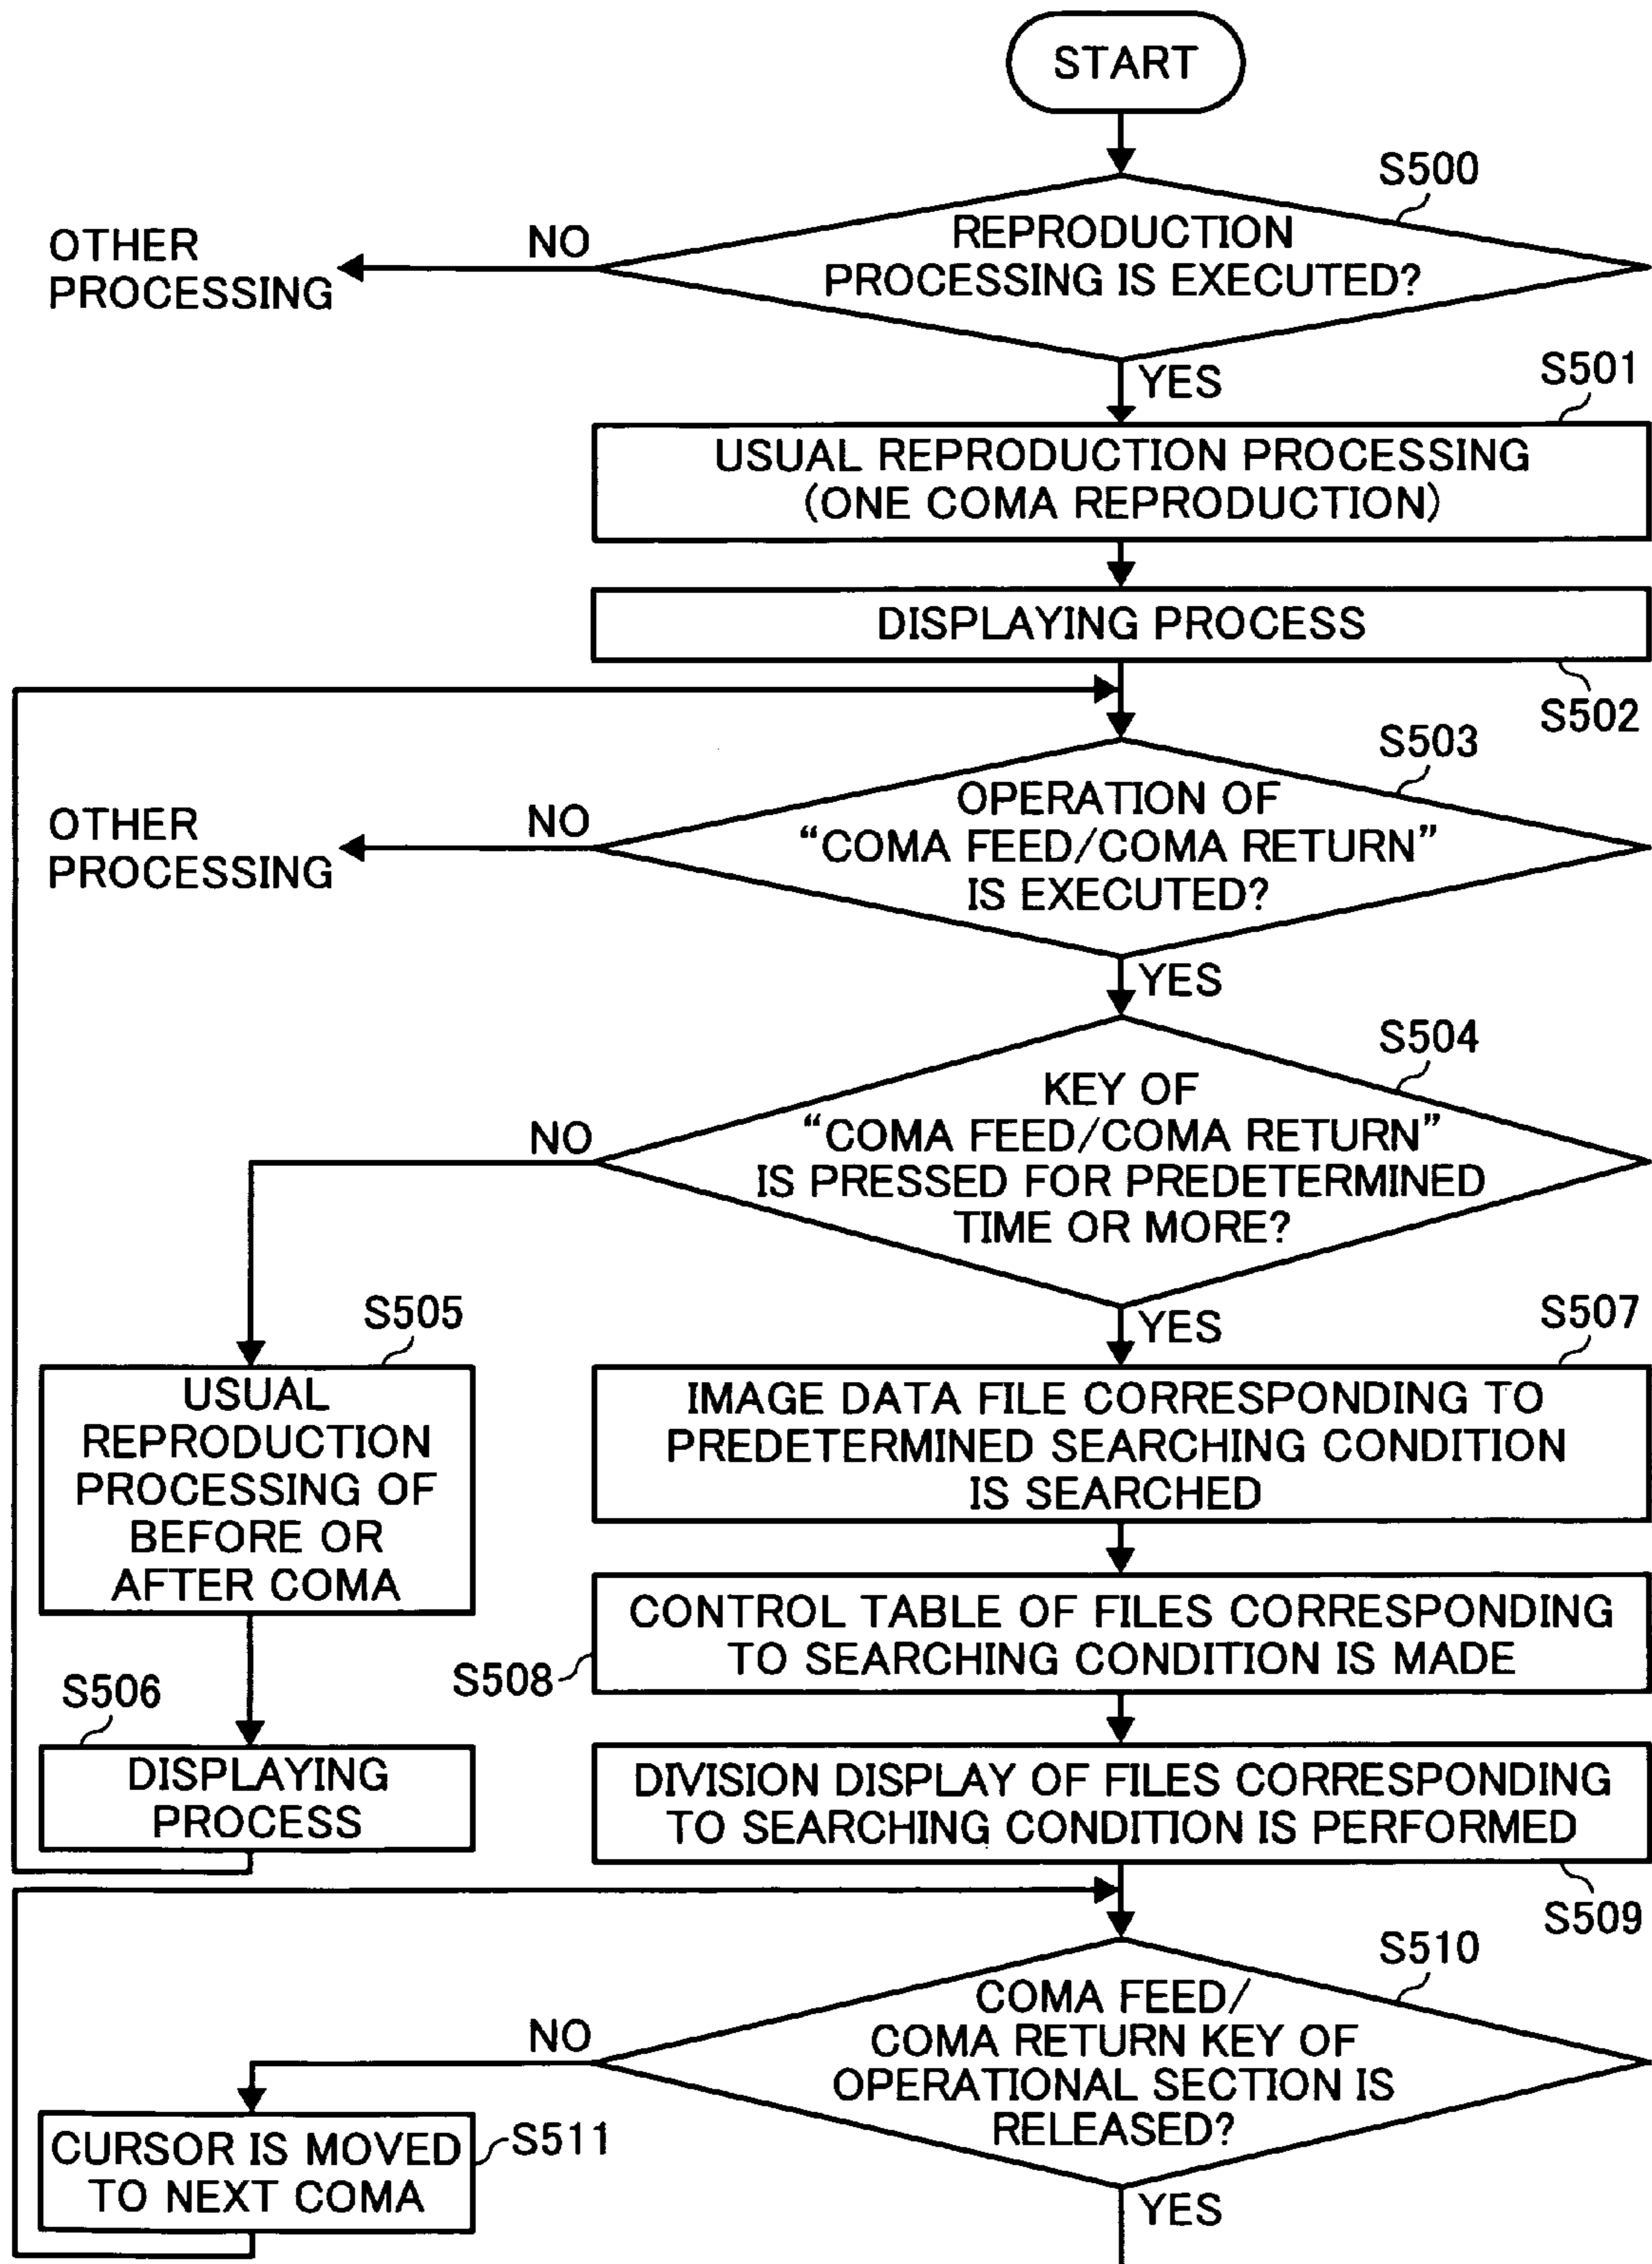 START
S500
REPRODUCTION
PROCESSING IS EXECUTED?
NO
OTHER
PROCESSING
YES
S501
USUAL REPRODUCTION PROCESSING
(ONE COMA REPRODUCTION)
DISPLAYING PROCESS
S502
S503
OPERATION OF
“COMA FEED/COMA RETURN”
IS EXECUTED?
NO
OTHER
PROCESSING
YES
S504
KEY OF
“COMA FEED/COMA RETURN”
IS PRESSED FOR PREDETERMINED
TIME OR MORE?
NO
YES
S505
USUAL
REPRODUCTION
PROCESSING OF
BEFORE OR
AFTER COMA
S506
DISPLAYING
PROCESS
S507
IMAGE DATA FILE CORRESPONDING TO
PREDETERMINED SEARCHING CONDITION
IS SEARCHED
CONTROL TABLE OF FILES CORRESPONDING
TO SEARCHING CONDITION IS MADE
S508
DIVISION DISPLAY OF FILES CORRESPONDING
TO SEARCHING CONDITION IS PERFORMED
S509
S510
COMA FEED/
COMA RETURN KEY OF
OPERATIONAL SECTION IS
RELEASED?
NO
CURSOR IS MOVED
TO NEXT COMA
S511
YES